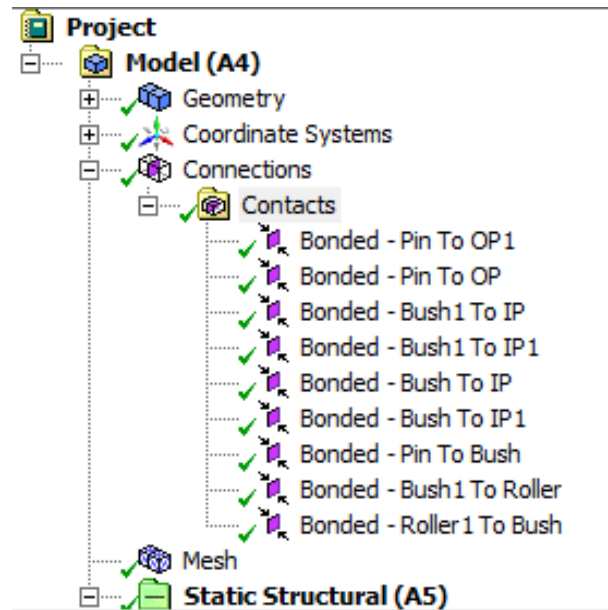 Project
Model (A4)
Geometry
Coordinate Systems
Connections
Contacts
Bonded - Pin To OP1
Bonded - Pin To OP
Bonded - Bush1 To IP
Bonded - Bush1 To IP1
Bonded - Bush To IP
Bonded - Bush To IP1
Bonded - Pin To Bush
Bonded - Bush1 To Roller
Bonded - Roller1 To Bush
Mesh
Static Structural (A5)